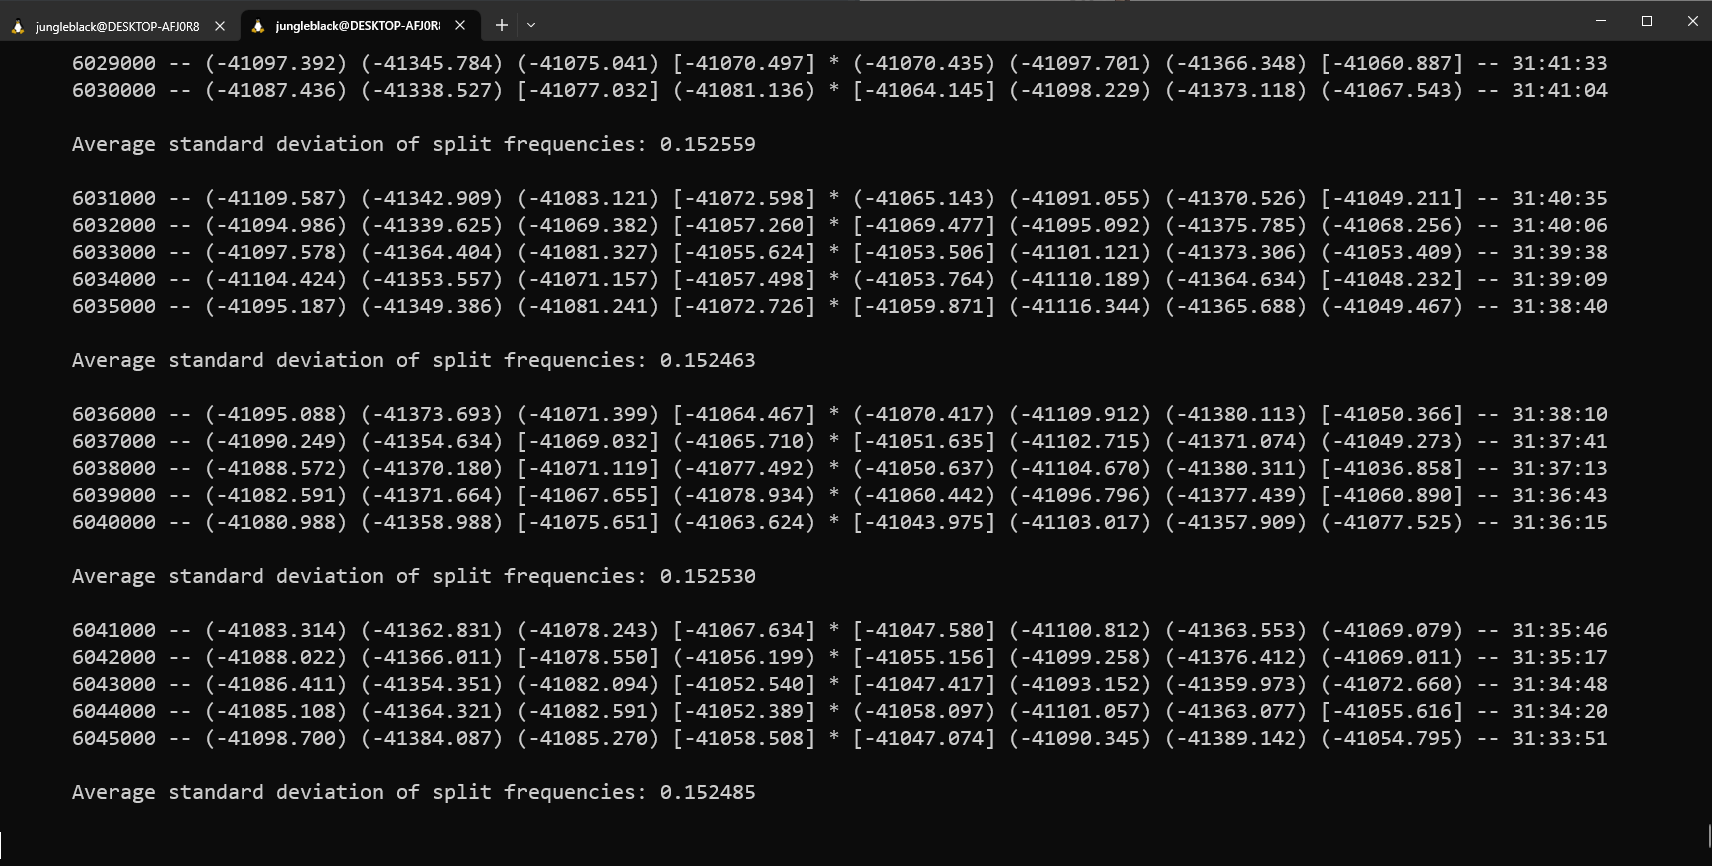 jungleblack@DESKTOP-AFJ0R8
jungleblack@DESKTOP-AFJ0R8
6029000 -- (-41097.392) (-41345.784) (-41075.041) [-41070.497] * (-41070.435) (-41097.701) (-41366.348) [-41060.887] -- 31:41:33
6030000 -- (-41087.436) (-41338.527) [-41077.032] (-41081.136) * [-41064.145] (-41098.229) (-41373.118) (-41067.543) -- 31:41:04
Average standard deviation of split frequencies: 0.152559
6031000 -- (-41109.587) (-41342.909) (-41083.121) [-41072.598] * (-41065.143) (-41091.055) (-41370.526) [-41049.211] -- 31:40:35
6032000 -- (-41094.986) (-41339.625) (-41069.382) [-41057.260] * [-41069.477] (-41095.092) (-41375.785) (-41068.256) -- 31:40:06
6033000 -- (-41097.578) (-41364.404) (-41081.327) [-41055.624] * [-41053.506] (-41101.121) (-41373.306) (-41053.409) -- 31:39:38
6034000 -- (-41104.424) (-41353.557) (-41071.157) [-41057.498] * (-41053.764) (-41110.189) (-41364.634) [-41048.232] -- 31:39:09
6035000 -- (-41095.187) (-41349.386) (-41081.241) [-41072.726] * [-41059.871] (-41116.344) (-41365.688) (-41049.467) -- 31:38:40
Average standard deviation of split frequencies: 0.152463
6036000 -- (-41095.088) (-41373.693) (-41071.399) [-41064.467] * (-41070.417) (-41109.912) (-41380.113) [-41050.366] -- 31:38:10
6037000 -- (-41090.249) (-41354.634) [-41069.032] (-41065.710) * [-41051.635] (-41102.715) (-41371.074) (-41049.273) -- 31:37:41
6038000 -- (-41088.572) (-41370.180) [-41071.119] (-41077.492) * (-41050.637) (-41104.670) (-41380.311) [-41036.858] -- 31:37:13
6039000 -- (-41082.591) (-41371.664) [-41067.655] (-41078.934) * (-41060.442) (-41096.796) (-41377.439) [-41060.890] -- 31:36:43
6040000 -- (-41080.988) (-41358.988) [-41075.651] (-41063.624) * [-41043.975] (-41103.017) (-41357.909) (-41077.525) -- 31:36:15
Average standard deviation of split frequencies: 0.152530
6041000 -- (-41083.314) (-41362.831) (-41078.243) [-41067.634] * [-41047.580] (-41100.812) (-41363.553) (-41069.079) -- 31:35:46
6042000 -- (-41088.022) (-41366.011) [-41078.550] (-41056.199) * [-41055.156] (-41099.258) (-41376.412) (-41069.011) -- 31:35:17
6043000 -- (-41086.411) (-41354.351) (-41082.094) [-41052.540] * [-41047.417] (-41093.152) (-41359.973) (-41072.660) -- 31:34:48
6044000 -- (-41085.108) (-41364.321) (-41082.591) [-41052.389] * (-41058.097) (-41101.057) (-41363.077) [-41055.616] -- 31:34:20
6045000 -- (-41098.700) (-41384.087) (-41085.270) [-41058.508] * [-41047.074] (-41090.345) (-41389.142) (-41054.795) -- 31:33:51
Average standard deviation of split frequencies: 0.152485